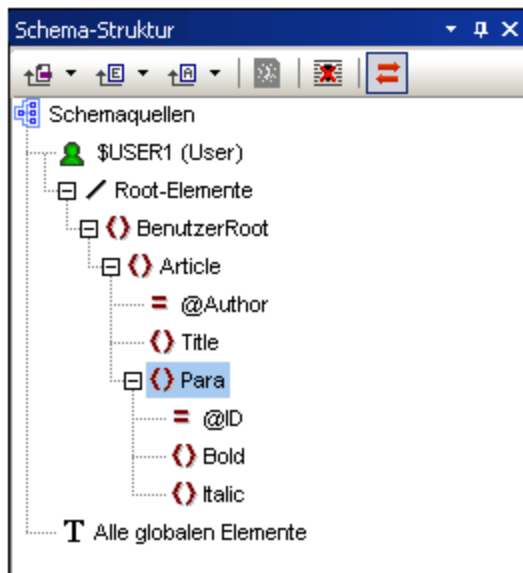 Schema-Struktur
Schemaquellen
$USER1 (User)
Root-Elemente
BenutzerRoot
Article
@Author
Title
Para
@ID
Bold
Italic
Alle globalen Elemente